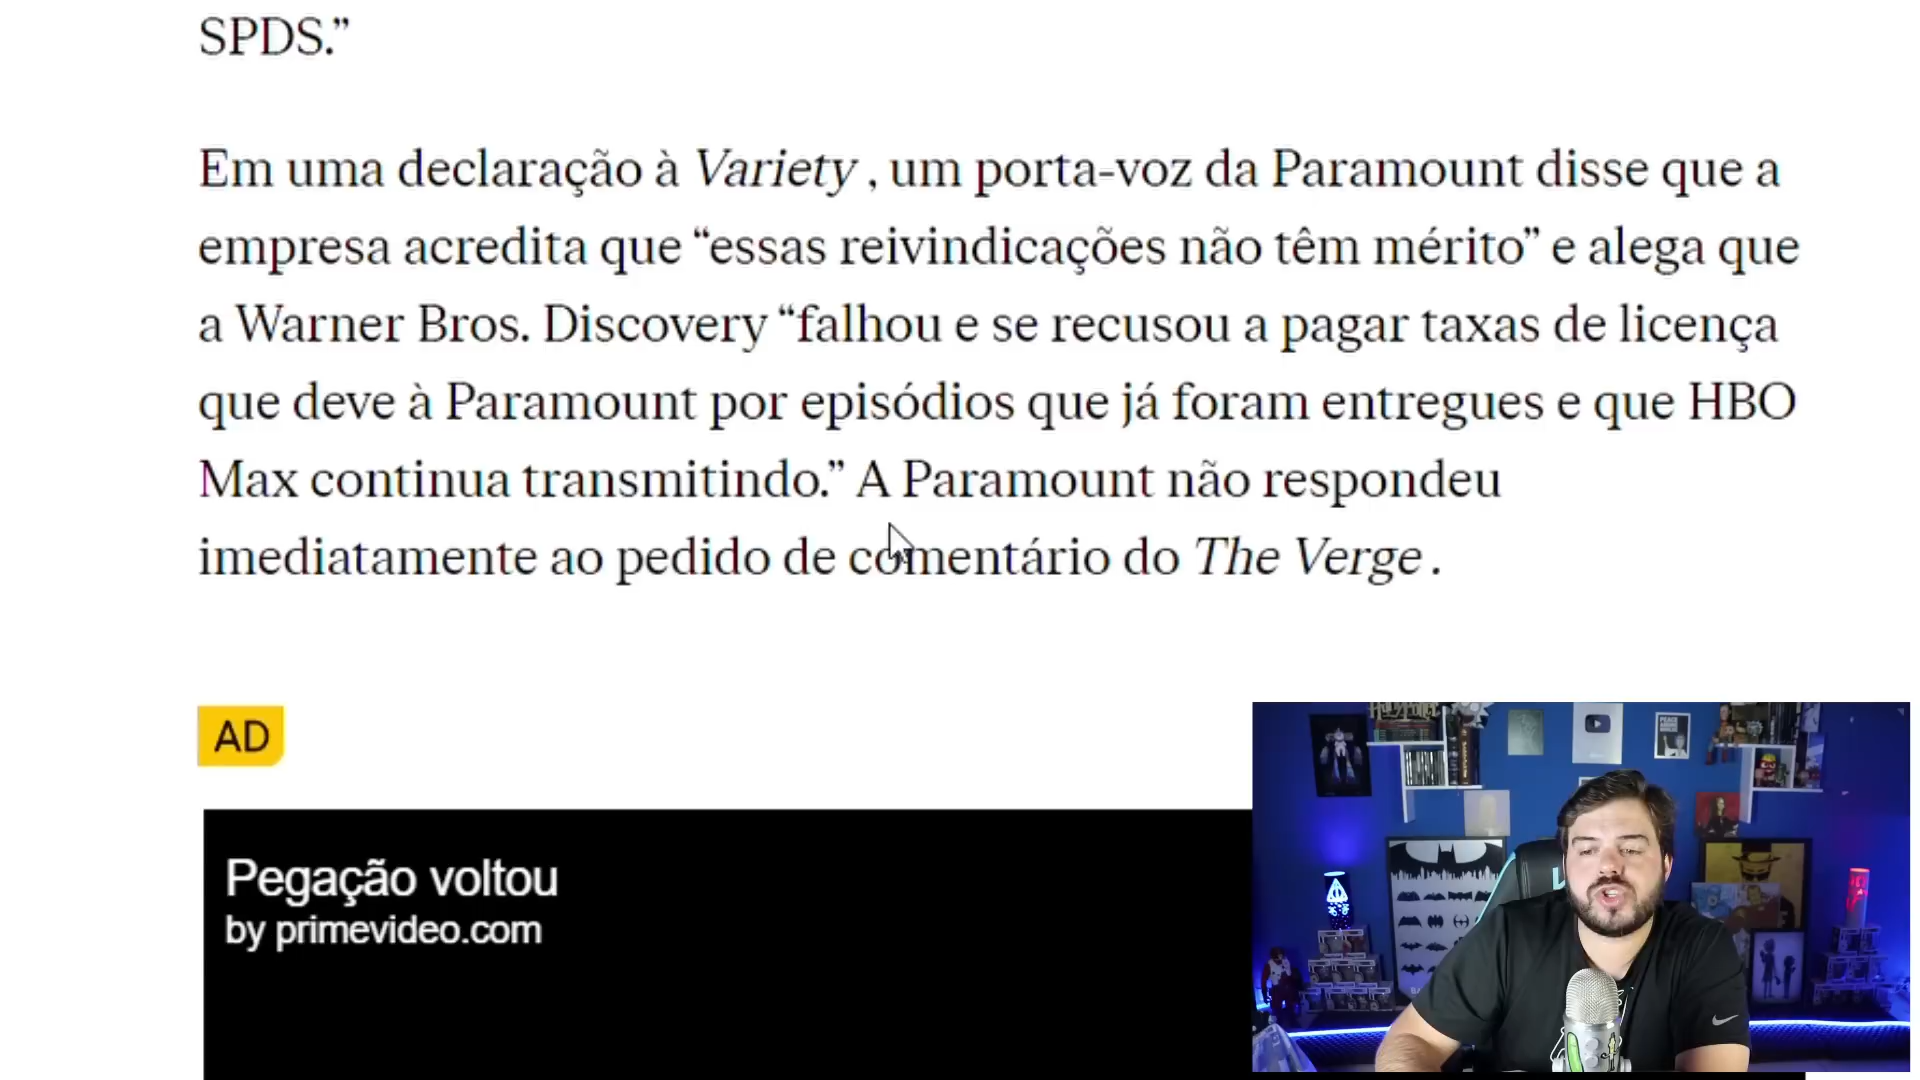 SPDS.”
Em uma declaração à Variety , um porta-voz da Paramount disse que a
empresa acredita que “essas reivindicações não têm mérito” e alega que
a Warner Bros. Discovery “falhou e se recusou a pagar taxas de licença
que deve à Paramount por episódios que já foram entregues e que HBO
Max continua transmitindo.” A Paramount não respondeu
imediatamente ao pedido de comentário do The Verge .
AD
Pegação voltou
by primevideo.com